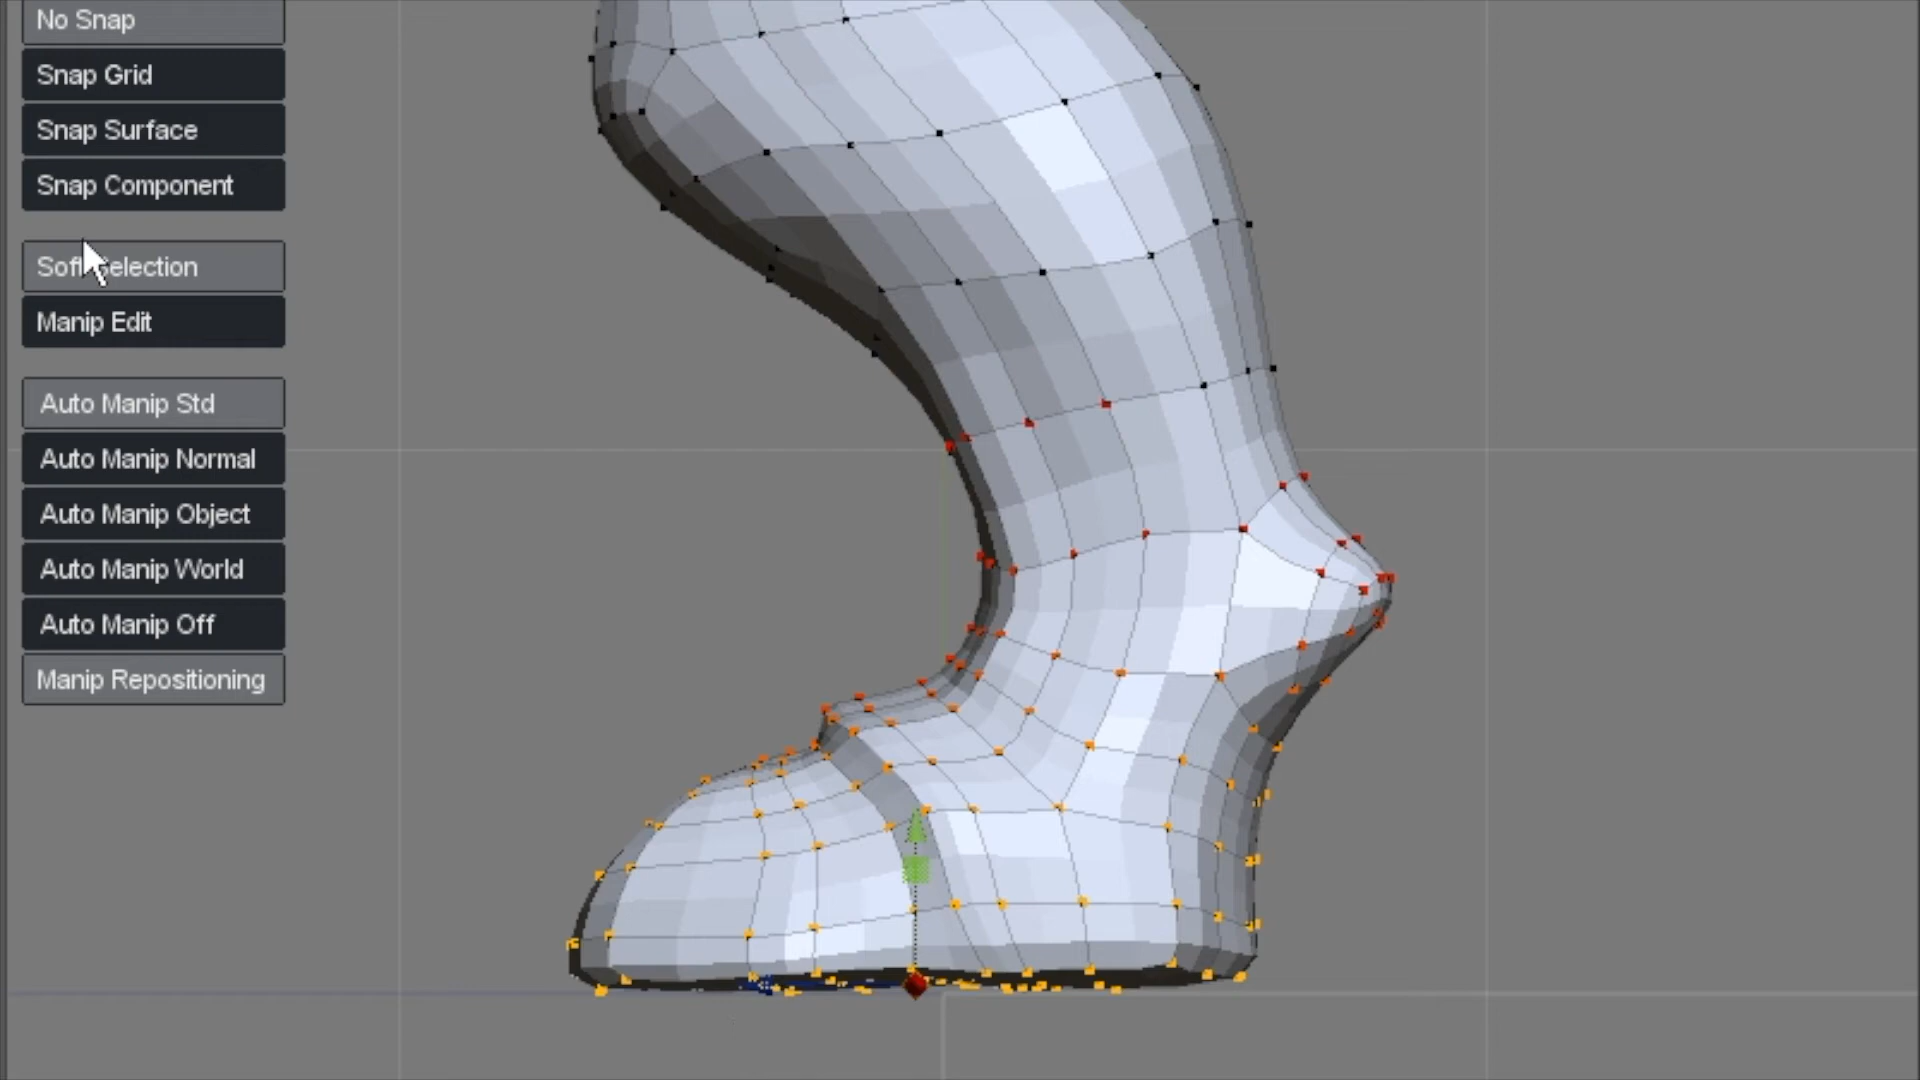 No Snap
Snap Grid
Snap Surface
Snap Component
Soft Selection
Manip Edit
Auto Manip Std
Auto Manip Normal
Auto Manip Object
Auto Manip World
Auto Manip Off
Manip Repositioning